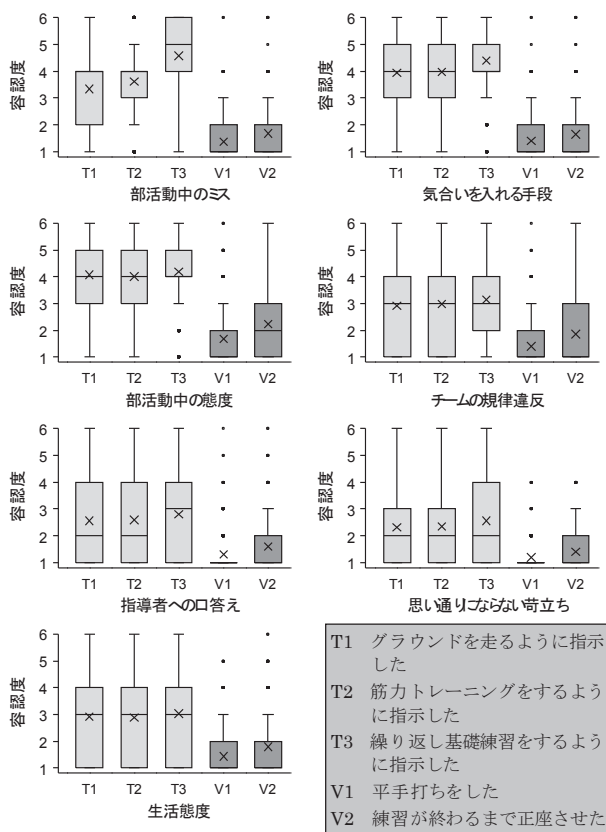 容認度
6
5
4
3
2
1
T1 T2 T3 V1 V2
部活動中のミス
容認度
6
5
4
3
2
1
T1 T2 T3 V1 V2
気合いを入れる手段
容認度
6
5
4
3
2
1
T1 T2 T3 V1 V2
部活動中の態度
容認度
6
5
4
3
2
1
T1 T2 T3 V1 V2
チームの規律違反
容認度
6
5
4
3
2
1
T1 T2 T3 V1 V2
指導者への口答え
容認度
6
5
4
3
2
1
T1 T2 T3 V1 V2
思い通りにならない苛立ち
容認度
6
5
4
3
2
1
T1 T2 T3 V1 V2
生活態度
T1 グラウンドを走るように指示
した
T2 筋力トレーニングをするよう
に指示した
T3 繰り返し基礎練習をするよう
に指示した
V1 平手打ちをした
V2 練習が終わるまで正座させた